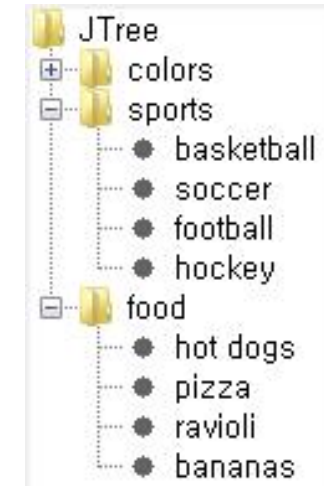 JTree
colors
sports
basketball
soccer
football
hockey
food
hot dogs
pizza
ravioli
bananas